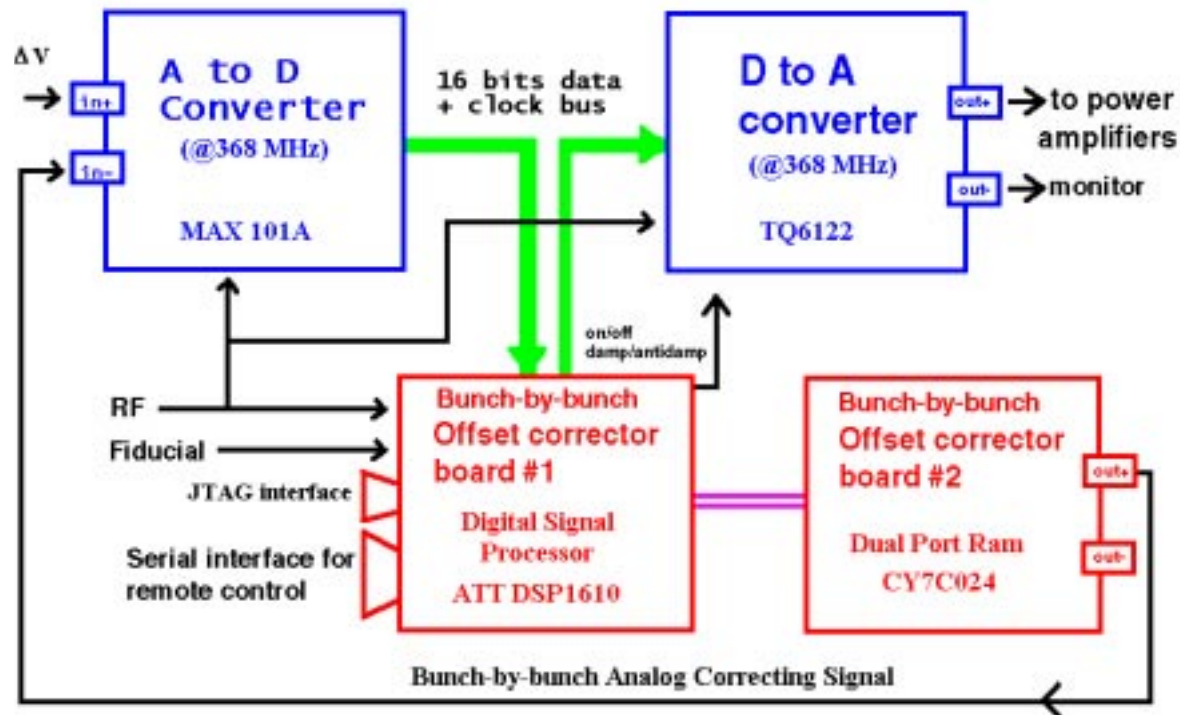 Δ V
in+
in-
A to D
Converter
(@368 MHz)
MAX 101A
16 bits data
+ clock bus
D to A
converter
(@368 MHz)
TQ6122
out+
to power
amplifiers
out-
monitor
on/off
damp/antidamp
RF
Fiducial
JTAG interface
Serial interface for
remote control
Bunch-by-bunch
Offset corrector
board #1
Digital Signal
Processor
ATT DSP1610
Bunch-by-bunch
Offset corrector
board #2
Dual Port Ram
CY7C024
out+
out-
Bunch-by-bunch Analog Correcting Signal